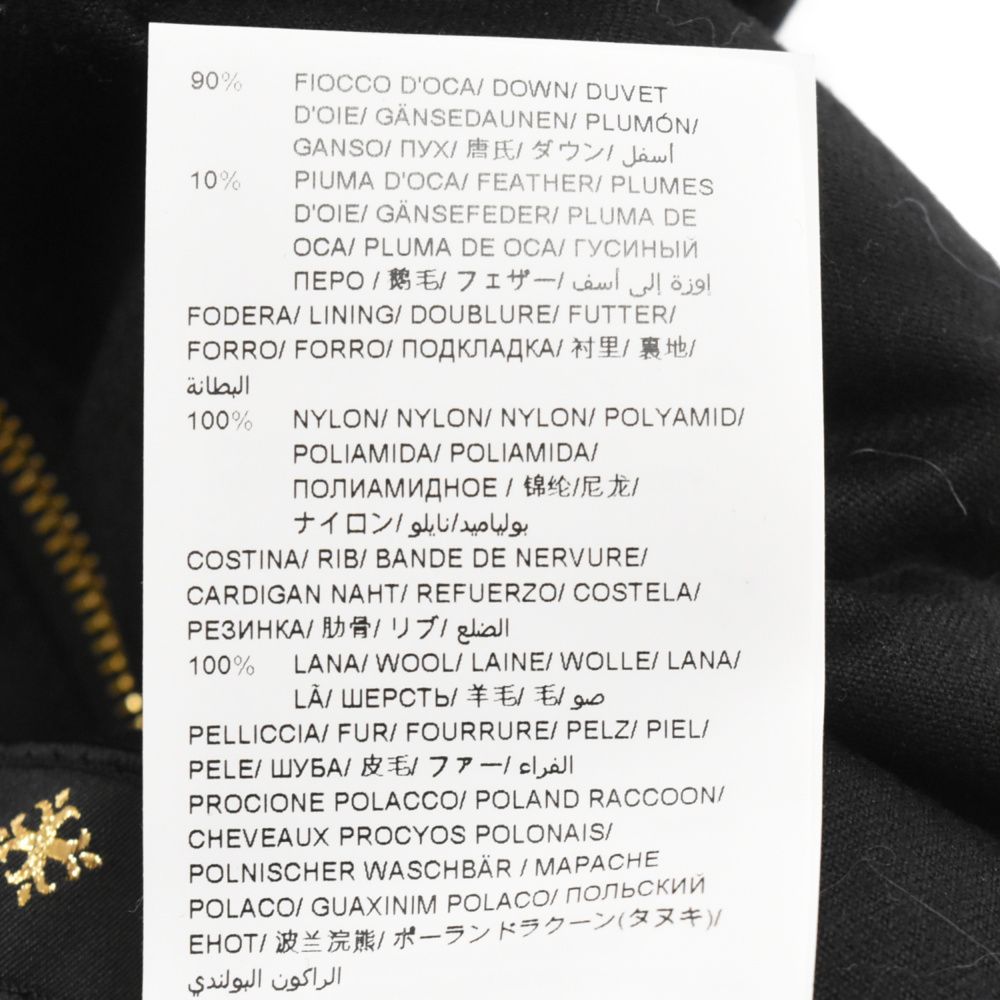 90% FIOCCO D'OCA/ DOWN/ DUVET
D'OIE/ GÄNSEDAUNEN/ PLUMÓN/
GANSO/ ПУХ/ 唐氏/ ダウン/ أسفل
10% PIUMA D'OCA/ FEATHER/ PLUMES
D'OIE/ GÄNSEFEDER/ PLUMA DE
OCA/ PLUMA DE OCA/ ГУСИНЫЙ
ПЕРО / 鹅毛/ フェザー/ إوزة إلى أسف
FODERA/ LINING/ DOUBLURE/ FUTTER/
FORRO/ FORRO/ ПОДКЛАДКА/ 衬里/ 裏地/
البطانة
100% NYLON/ NYLON/ NYLON/ POLYAMID/
POLIAMIDA/ POLIAMIDA/
ПОЛИАМИДНОЕ / 锦纶/尼龙/
ナイロン/ بولياميد/نايلو
COSTINA/ RIB/ BANDE DE NERVURE/
CARDIGAN NAHT/ REFUERZO/ COSTELA/
РЕЗИНКА/ 肋骨/ リブ/ الضلع
100% LANA/ WOOL/ LAINE/ WOLLE/ LANA/
LÃ/ ШЕРСТЬ/ 羊毛/ 毛/ صو
PELLICCIA/ FUR/ FOURRURE/ PELZ/ PIEL/
PELE/ ШУБА/ 皮毛/ ファー/ الفراء
PROCIONE POLACCO/ POLAND RACCOON/
CHEVEAUX PROCYOS POLONAIS/
POLNISCHER WASCHBÄR / MAPACHE
POLACO/ GUAXINIM POLACO/ ПОЛЬСКИЙ
ЕНОТ/ 波兰浣熊/ ポーランドラクーン(タヌキ)/
الراكون البولندي